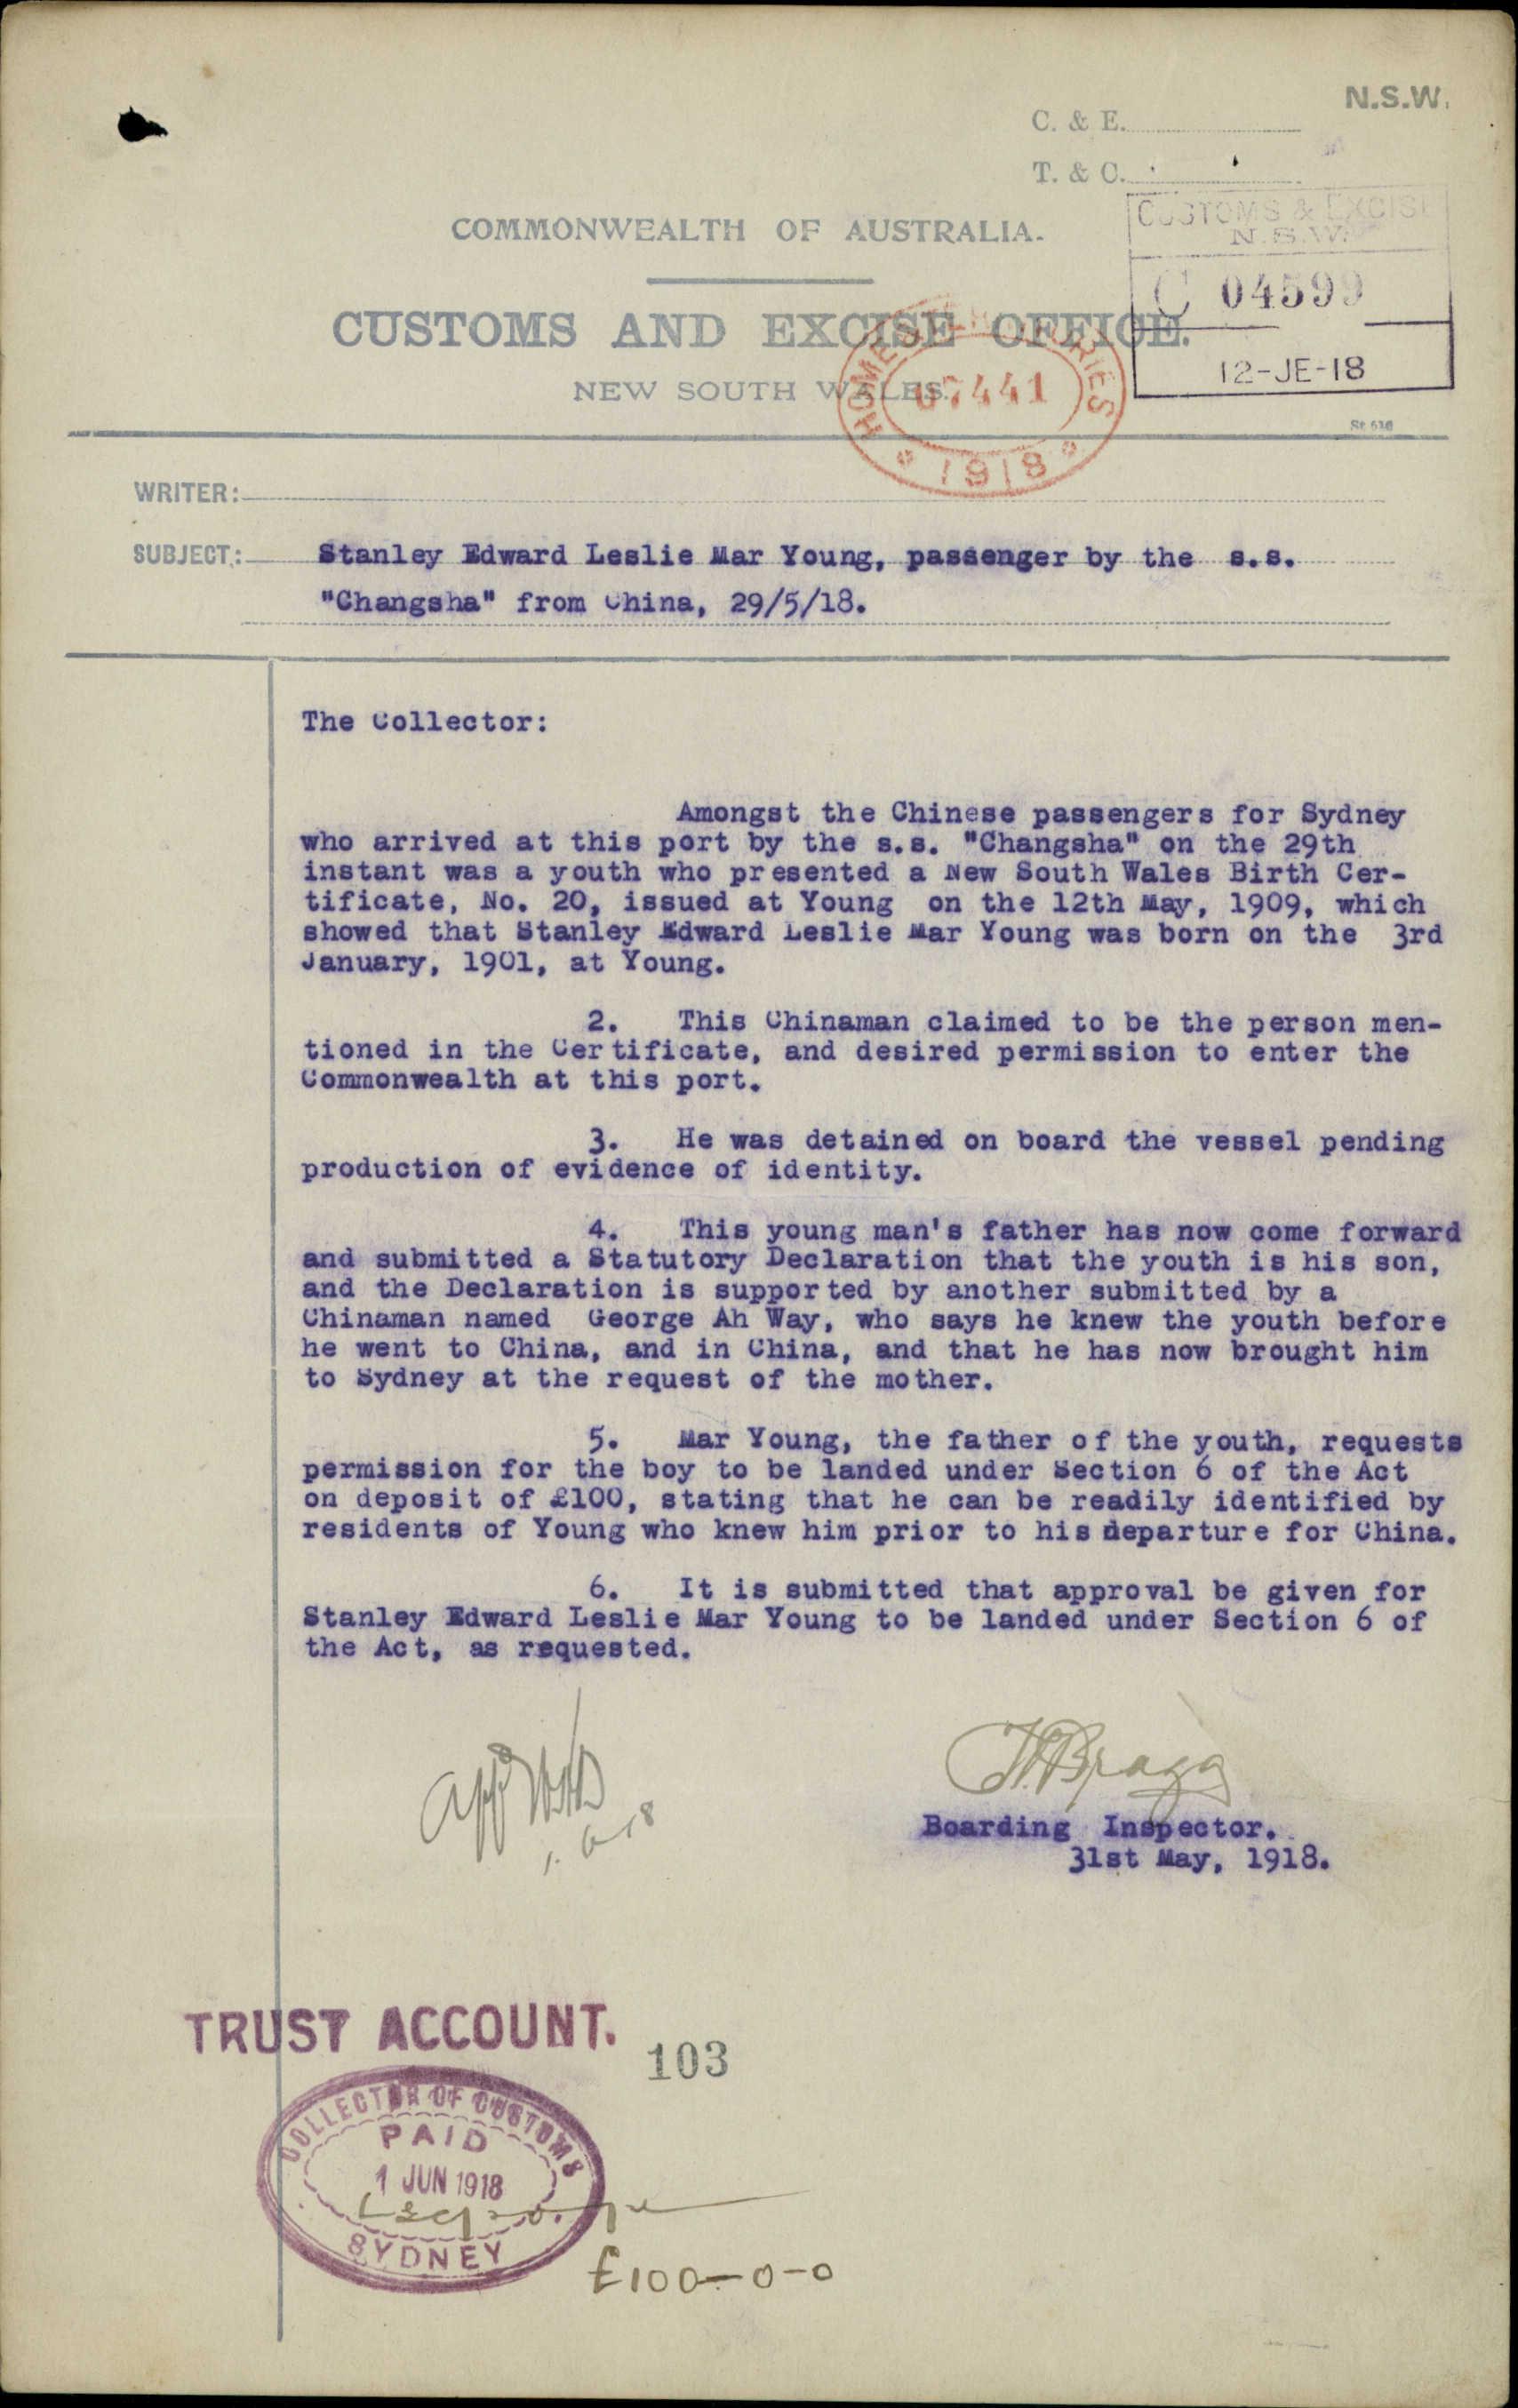 N.S.W.
C. & E.
T. & C.
CUSTOMS & EXCISE
N.S.W.
C 04599
12-JE-18
COMMONWEALTH OF AUSTRALIA.
CUSTOMS AND EXCISE OFFICE.
NEW SOUTH WALES.
HOME TERRITORIES
07441
1918
St. 616
WRITER:
SUBJECT: Stanley Edward Leslie Mar Young, passenger by the s.s.
"Changsha" from China, 29/5/18.
The Collector:
Amongst the Chinese passengers for Sydney
who arrived at this port by the s.s. "Changsha" on the 29th
instant was a youth who presented a New South Wales Birth Cer-
tificate, No. 20, issued at Young on the 12th May, 1909, which
showed that Stanley Edward Leslie Mar Young was born on the 3rd
January, 1901, at Young.
2. This Chinaman claimed to be the person men-
tioned in the Certificate, and desired permission to enter the
Commonwealth at this port.
3. He was detained on board the vessel pending
production of evidence of identity.
4. This young man's father has now come forward
and submitted a Statutory Declaration that the youth is his son,
and the Declaration is supported by another submitted by a
Chinaman named George Ah Way, who says he knew the youth before
he went to China, and in China, and that he has now brought him
to Sydney at the request of the mother.
5. Mar Young, the father of the youth, requests
permission for the boy to be landed under Section 6 of the Act
on deposit of £100, stating that he can be readily identified by
residents of Young who knew him prior to his departure for China.
6. It is submitted that approval be given for
Stanley Edward Leslie Mar Young to be landed under Section 6 of
the Act, as requested.
appd
1.6.18
Bragg
Boarding Inspector.
31st May, 1918.
TRUST ACCOUNT.
103
COLLECTOR OF CUSTOMS
PAID
1 JUN 1918
SYDNEY
£100-0-0